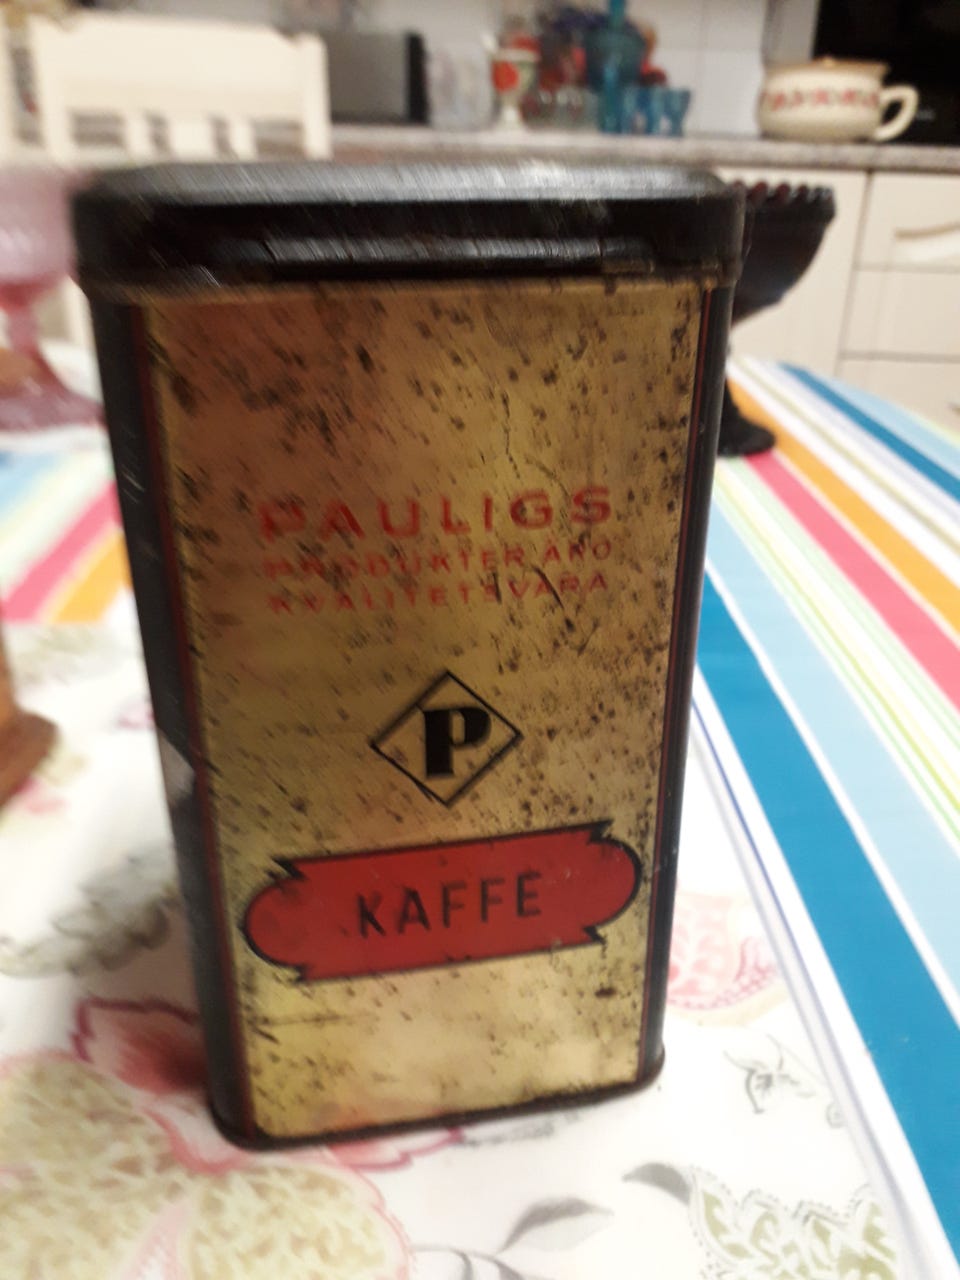 PAULIGS
PRODUKTER ÄRO
KVALITETSVARA
P
KAFFE